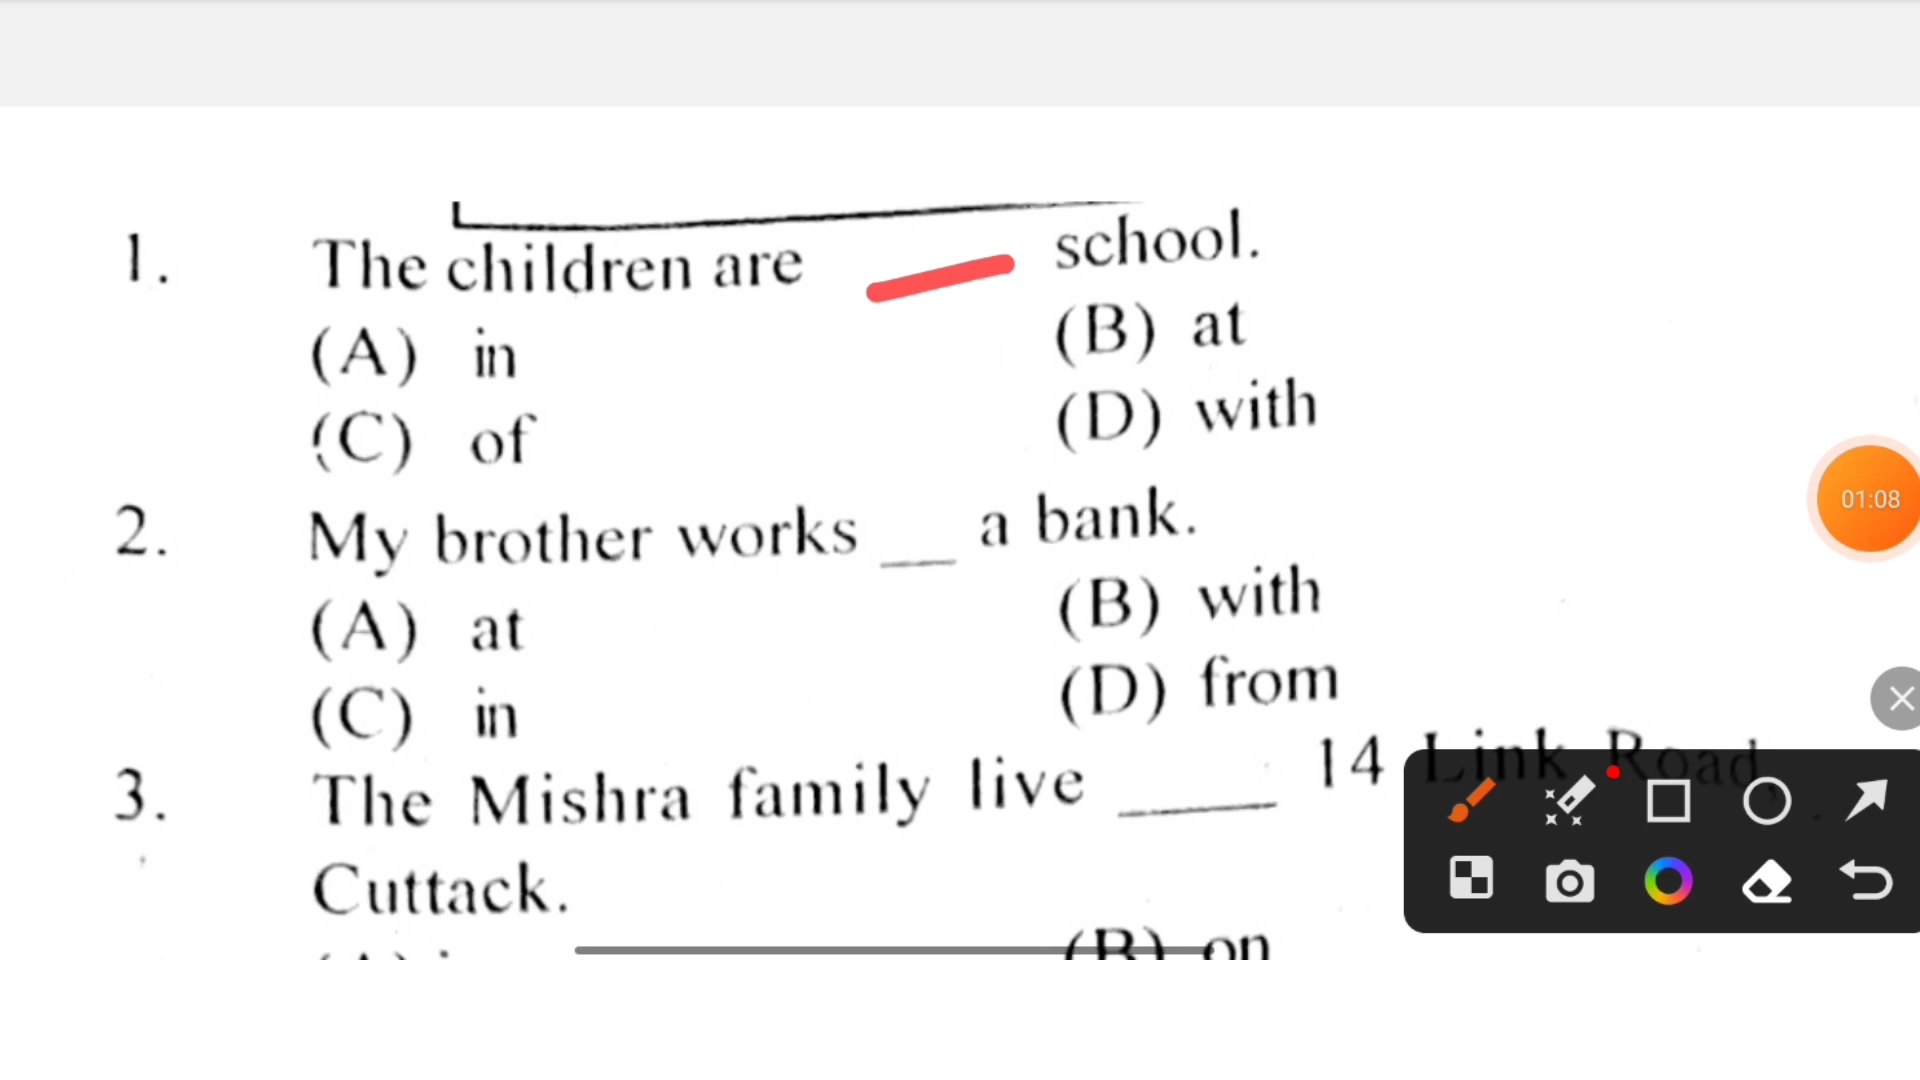 1. The children are school.
(A) in (B) at
(C) of (D) with
2. My brother works __ a bank.
(A) at (B) with
(C) in (D) from
3. The Mishra family live ____ 14 Link Road,
Cuttack.
(B) on
01:08